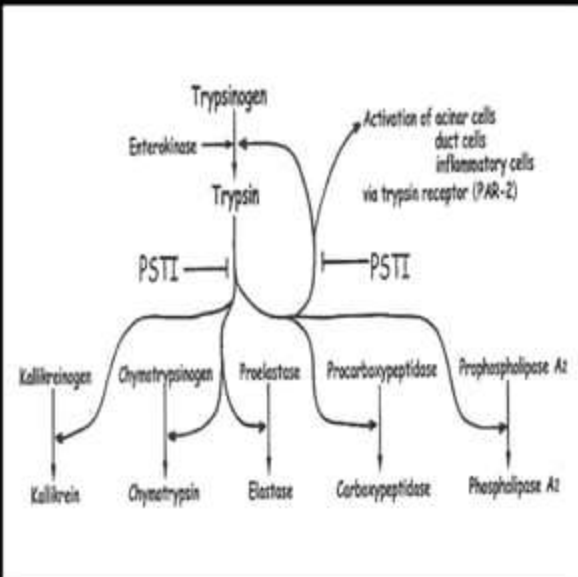 Trypsinogen
Activation of acinar cells
duct cells
inflammatory cells
via trypsin receptor (PAR-2)
Enterokinase
Trypsin
PSTI
PSTI
Kallikreinogen
Chymotrypsinogen
Proelastase
Procarboxypeptidase
Prophospholipase A2
Kallikrein
Chymotrypsin
Elastase
Carboxypeptidase
Phospholipase A2